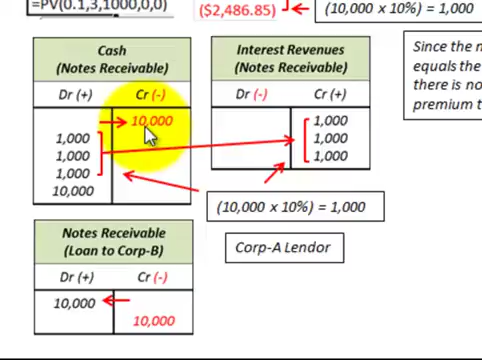 =PV(0.1,3,1000,0,0)
($2,486.85)
(10,000 x 10%) = 1,000
Cash
(Notes Receivable)
Dr (+) Cr (-)
10,000
1,000
1,000
1,000
10,000
Interest Revenues
(Notes Receivable)
Dr (-) Cr (+)
1,000
1,000
1,000
Since the
equals the
there is no
premium
(10,000 x 10%) = 1,000
Corp-A Lendor
Notes Receivable
(Loan to Corp-B)
Dr (+) Cr (-)
10,000
10,000